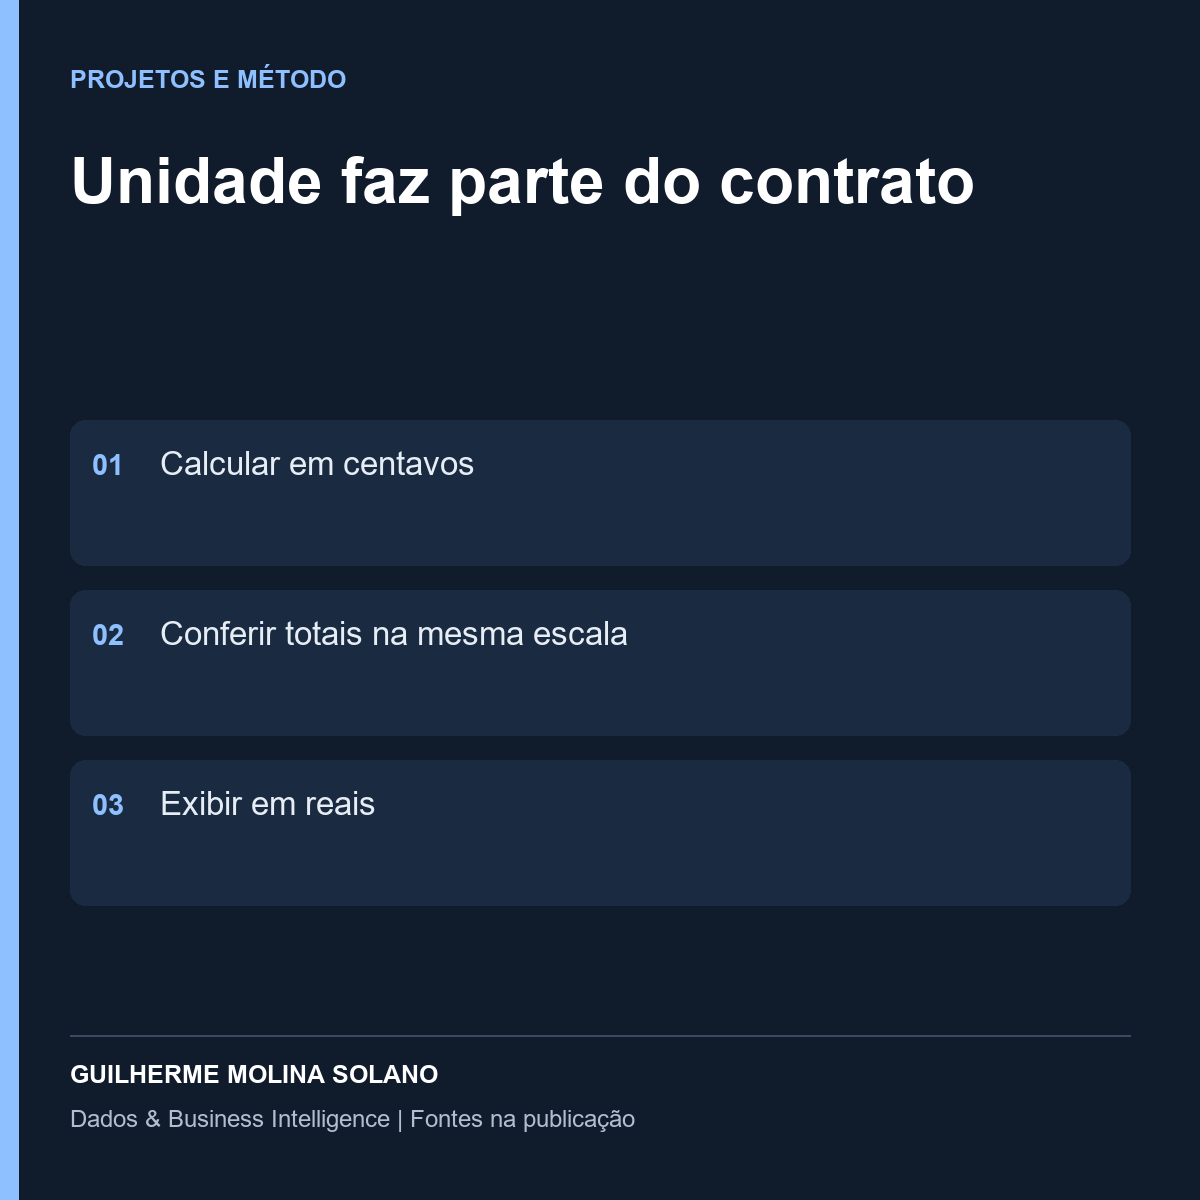 PROJETOS E MÉTODO
Unidade faz parte do contrato
01 Calcular em centavos
02 Conferir totais na mesma escala
03 Exibir em reais
GUILHERME MOLINA SOLANO
Dados & Business Intelligence | Fontes na publicação